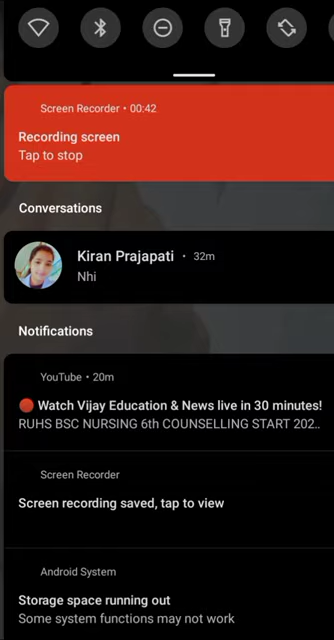 Screen Recorder • 00:42
Recording screen
Tap to stop
Conversations
Kiran Prajapati • 32m
Nhi
Notifications
YouTube • 20m
🔴 Watch Vijay Education & News live in 30 minutes!
RUHS BSC NURSING 6th COUNSELLING START 202..
Screen Recorder
Screen recording saved, tap to view
Android System
Storage space running out
Some system functions may not work